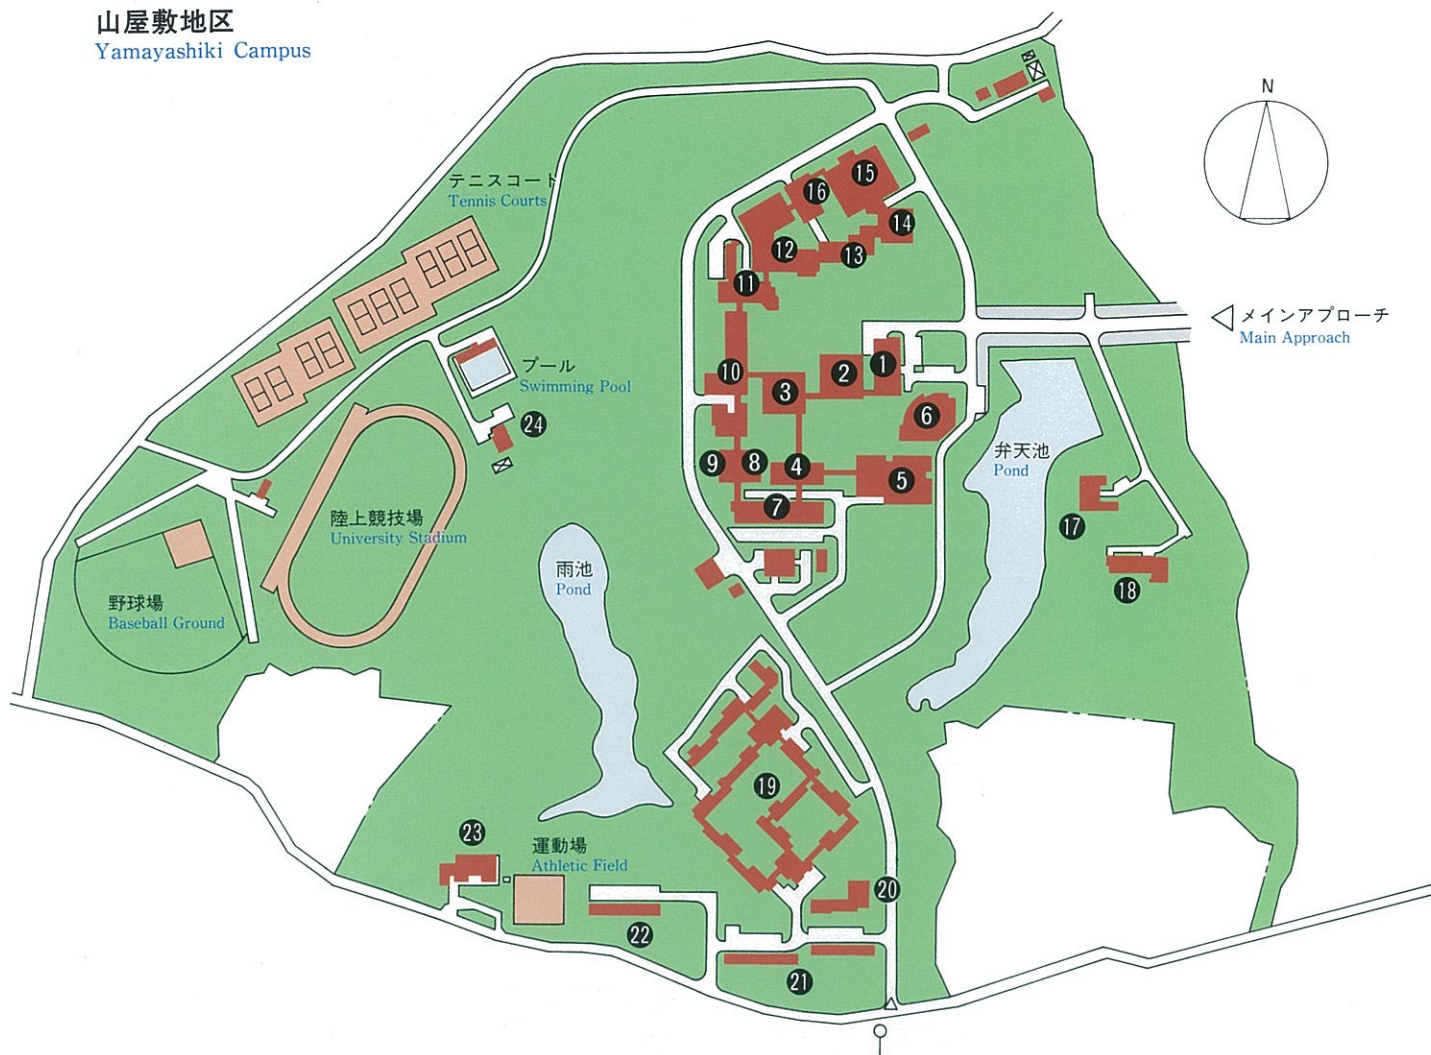 山屋敷地区
Yamayashiki Campus
N
テニスコート
Tennis Courts
15
16
14
12
13
11
メインアプローチ
Main Approach
プール
Swimming Pool
1
2
10
3
6
24
弁天池
Pond
9
8
4
5
7
陸上競技場
University Stadium
17
雨池
Pond
18
野球場
Baseball Ground
19
23
運動場
Athletic Field
20
22
21